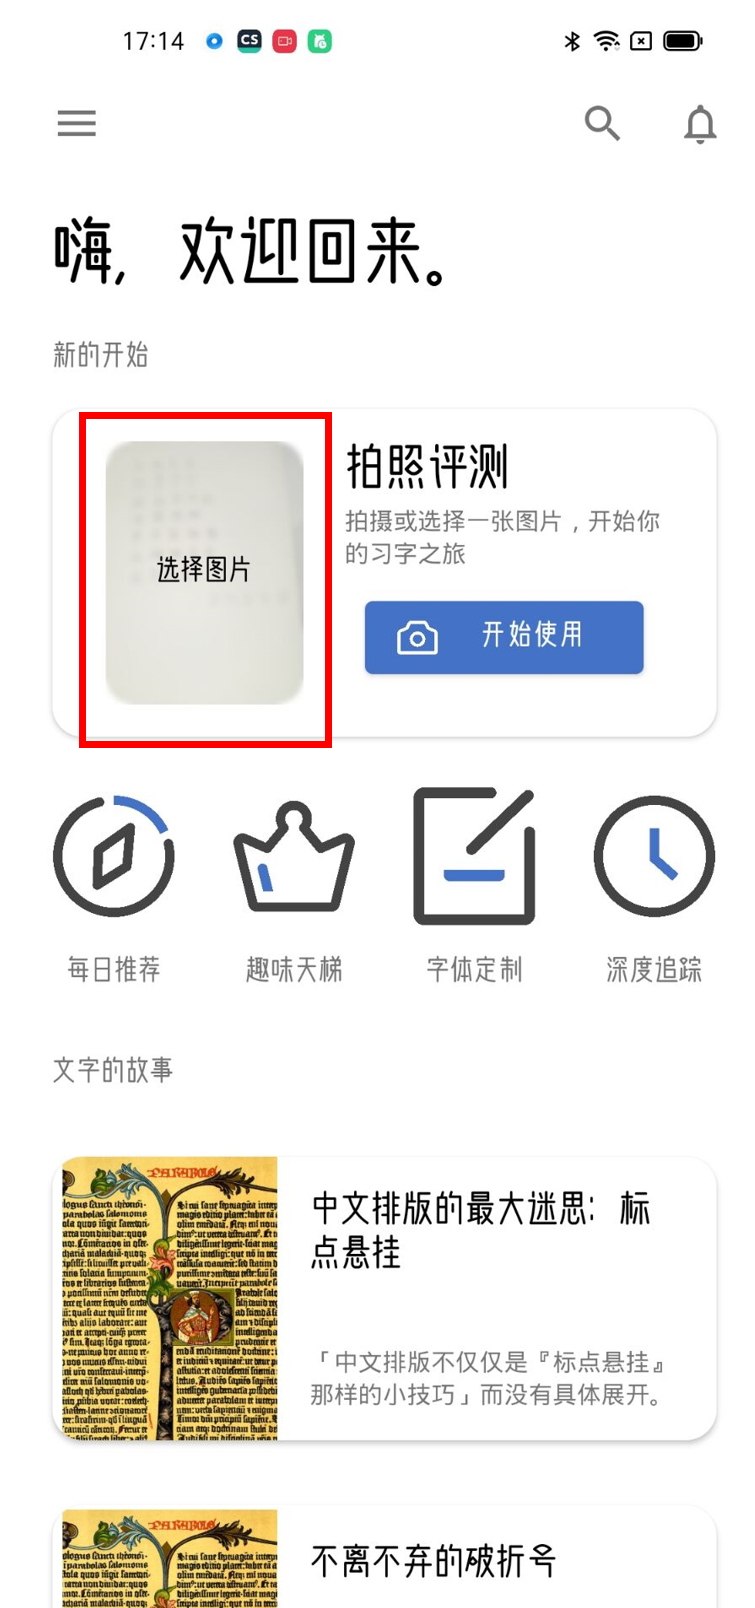 17:14
CS
嗨，欢迎回来。
新的开始
选择图片
拍照评测
拍摄或选择一张图片，开始你
的习字之旅
开始使用
每日推荐
趣味天梯
字体定制
深度追踪
文字的故事
PARABOLE
中文排版的最大迷思：标
点悬挂
「中文排版不仅仅是『标点悬挂』
那样的小技巧」而没有具体展开。
PARABOLE
不离不弃的破折号